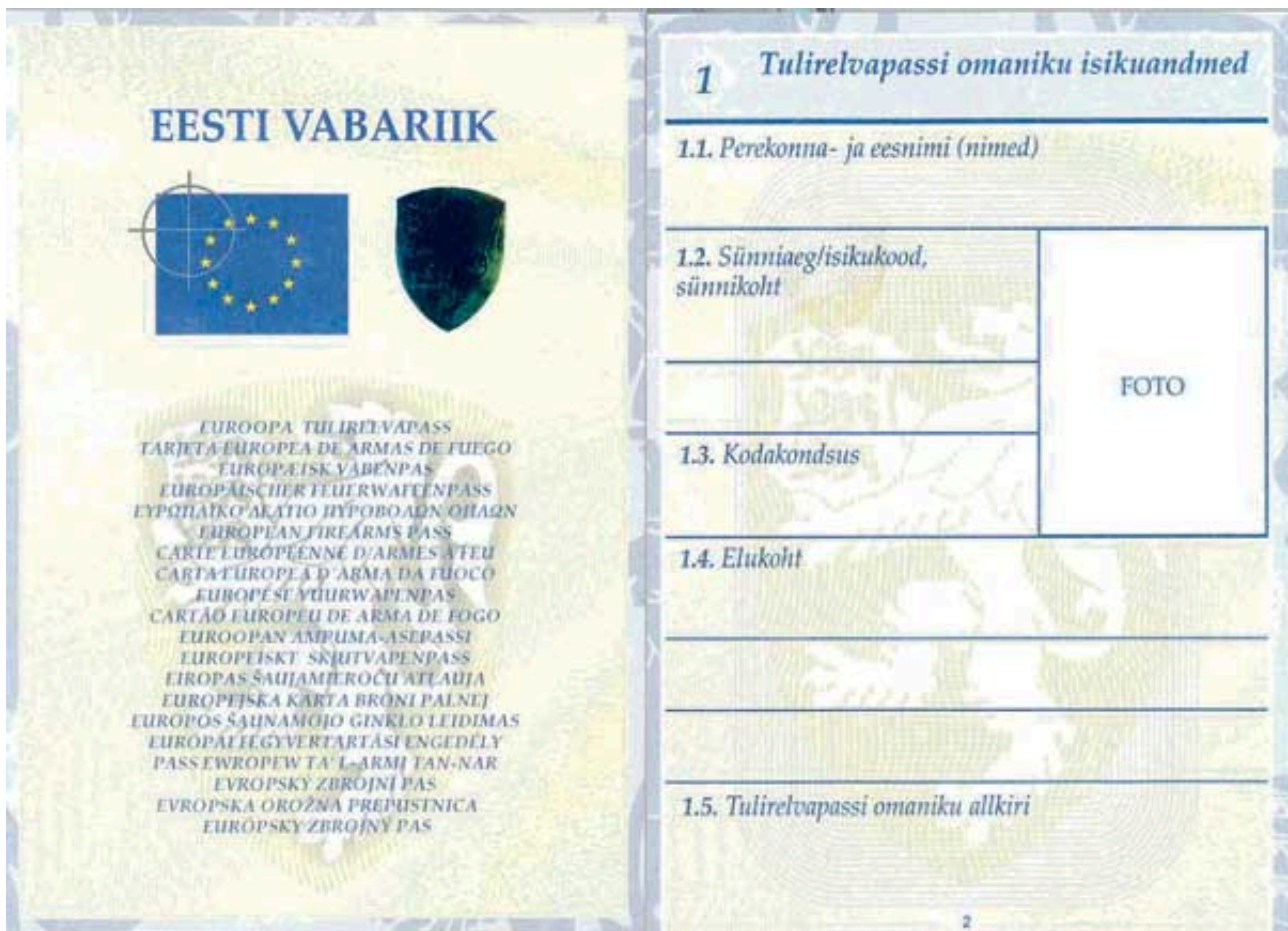 EESTI VABARIIK
EUROOPA TULIRELVAPASS
TARJETA EUROPEA DE ARMAS DE FUEGO
EUROPÆISK VÅBENPAS
EUROPÄISCHER FEUERWAFFENPASS
ΕΥΡΩΠΑΪΚΟ ΔΕΛΤΙΟ ΠΥΡΟΒΟΛΩΝ ΟΠΛΩΝ
EUROPEAN FIREARMS PASS
CARTE EUROPÉENNE D'ARMES À FEU
CARTA EUROPEA D'ARMA DA FUOCO
EUROPESE VUURWAPENPAS
CARTÃO EUROPEU DE ARMA DE FOGO
EUROOPAN AMPUMA-ASEPASSI
EUROPEISKT SKJUTVAPENPASS
EIROPAS ŠAUJAMIEROČU ATĻAUJA
EUROPEJSKA KARTA BRONI PALNEJ
EUROPOS ŠAUNAMOJO GINKLO LEIDIMAS
EURÓPAI FEGYVERTARTÁSI ENGEDÉLY
PASS EWROPEW TA' L-ARMI TAN-NAR
EVROPSKÝ ZBROJNÍ PAS
EVROPSKA OROŽNA PREPUSTNICA
EURÓPSKY ZBROJNÝ PAS
1 Tulirelvapassi omaniku isikuandmed
1.1. Perekonna- ja eesnimi (nimed)
1.2. Sünniaeg/isikukood,
sünnikoht
FOTO
1.3. Kodakondsus
1.4. Elukoht
1.5. Tulirelvapassi omaniku allkiri
2